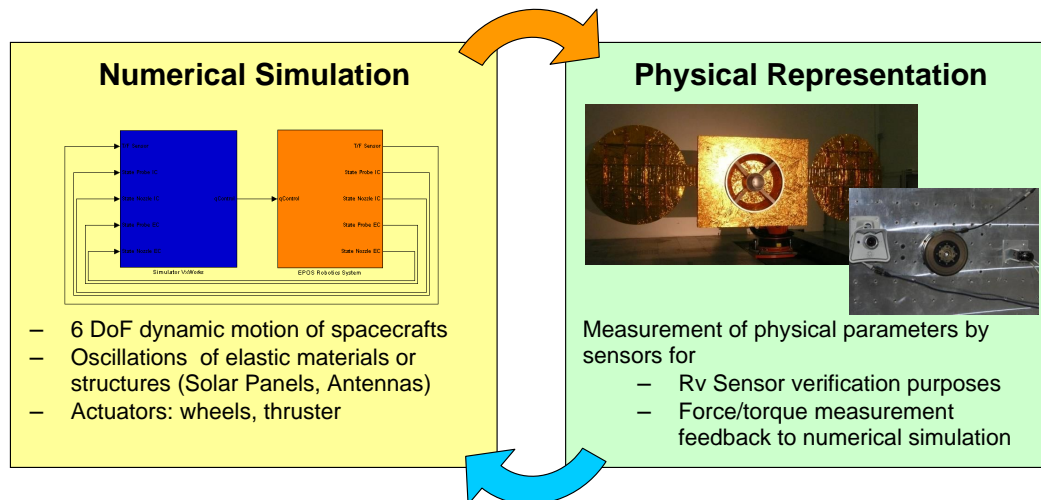 Numerical Simulation
T/F Sensor
State Probe IC
State Nozzle IC
qControl
State Probe EC
State Nozzle EC
Simulator VxWorks
EPOS Robotics System
– 6 DoF dynamic motion of spacecrafts
– Oscillations of elastic materials or
structures (Solar Panels, Antennas)
– Actuators: wheels, thruster
Physical Representation
Measurement of physical parameters by
sensors for
– Rv Sensor verification purposes
– Force/torque measurement
feedback to numerical simulation